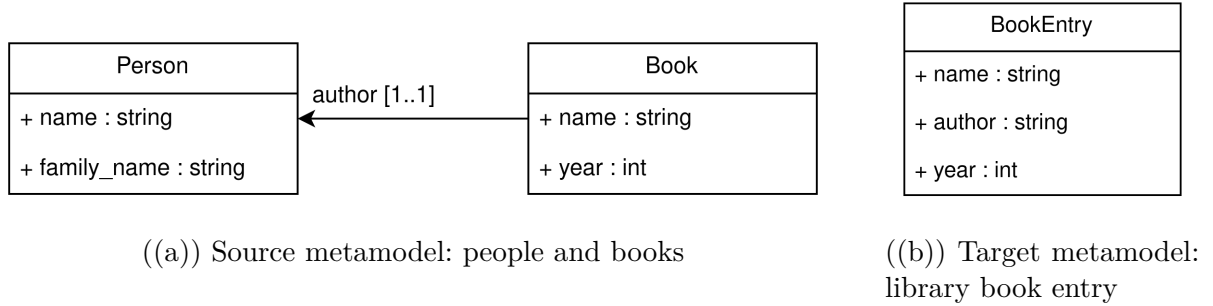 Person
+ name : string
+ family_name : string
author [1..1]
Book
+ name : string
+ year : int
((a)) Source metamodel: people and books
BookEntry
+ name : string
+ author : string
+ year : int
((b)) Target metamodel:
library book entry